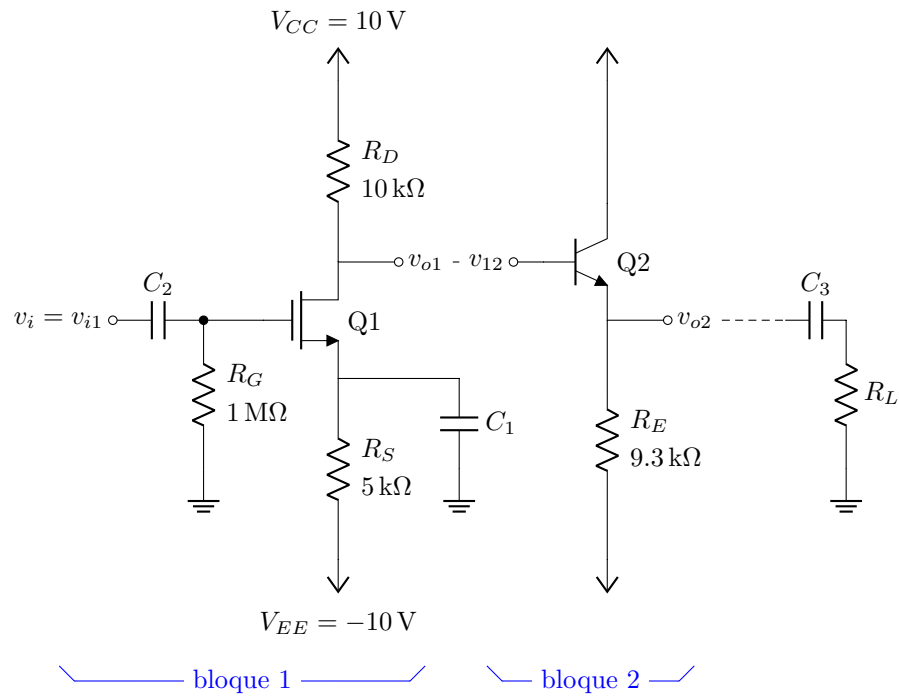 V_CC = 10 V
R_D
10 kΩ
v_o1 - v_12
Q2
C_2
C_3
v_i = v_i1
Q1
v_o2
R_G
1 MΩ
R_L
R_E
9.3 kΩ
C_1
R_S
5 kΩ
V_EE = −10 V
bloque 1
bloque 2